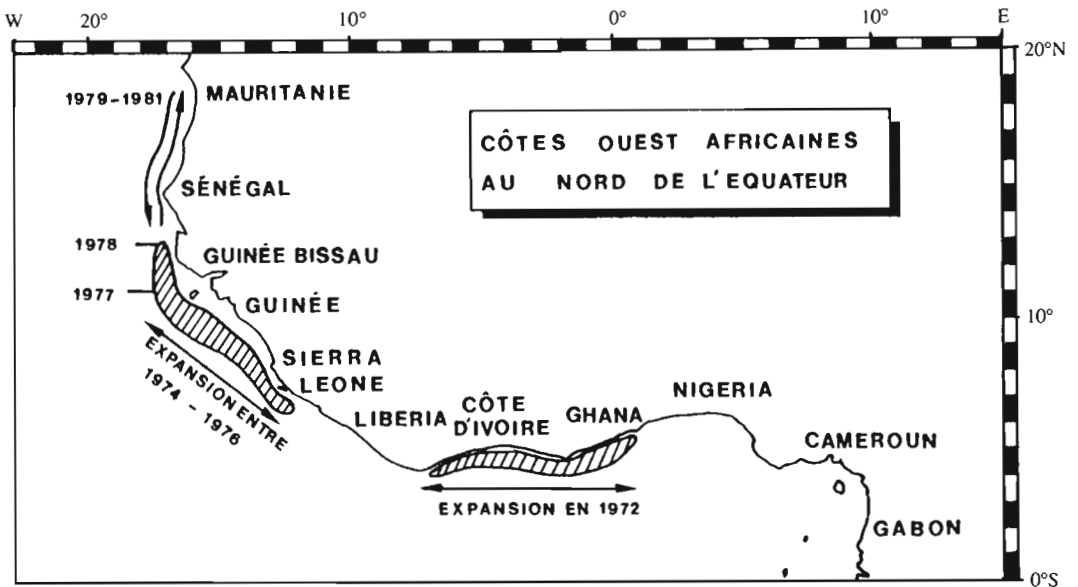 W 20° 10° 0° 10° E
20°N
1979-1981
MAURITANIE
CÔTES OUEST AFRICAINES
AU NORD DE L'EQUATEUR
SÉNÉGAL
1978
GUINÉE BISSAU
1977
GUINÉE
10°
EXPANSION ENTRE
1974 - 1976
SIERRA
LEONE
LIBERIA
CÔTE
D'IVOIRE
GHANA
NIGERIA
CAMEROUN
EXPANSION EN 1972
GABON
0°S